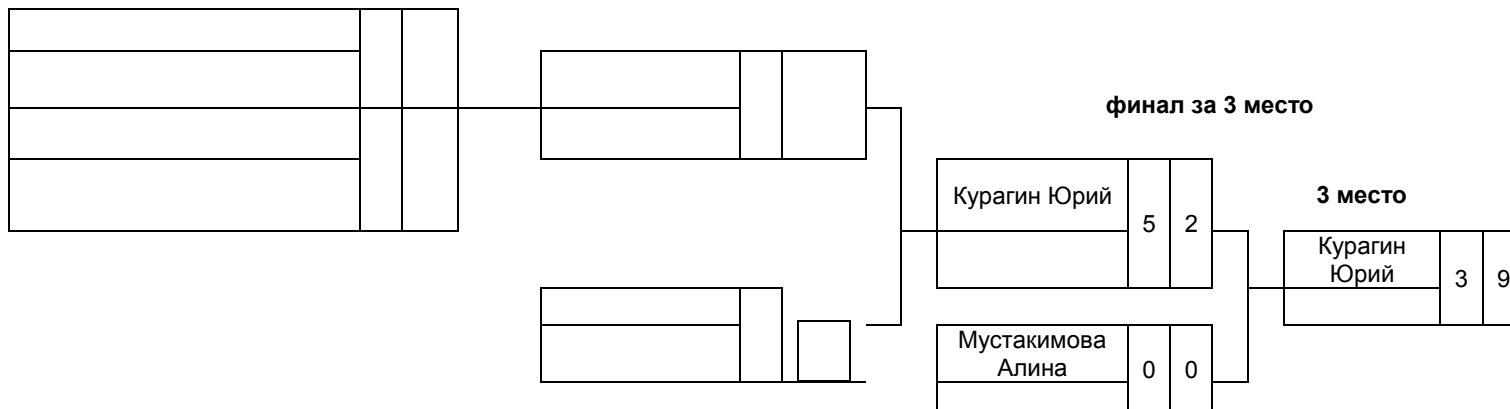 финал за 3 место
Курагин Юрий 5 2
3 место
Курагин
Юрий 3 9
Мустакимова
Алина 0 0